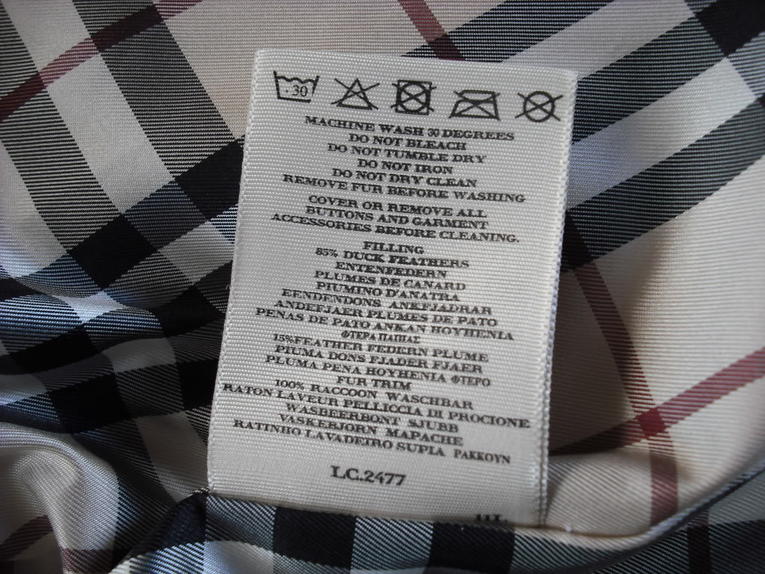 30
MACHINE WASH 30 DEGREES
DO NOT BLEACH
DO NOT TUMBLE DRY
DO NOT IRON
DO NOT DRY CLEAN
REMOVE FUR BEFORE WASHING
COVER OR REMOVE ALL
BUTTONS AND GARMENT
ACCESSORIES BEFORE CLEANING.
FILLING
85% DUCK FEATHERS
ENTENFEDERN
PLUMES DE CANARD
PIUMINO D'ANATRA
EENDENDONS ANKFJADRAR
ANDEFJAER PLUMES DE PATO
PENAS DE PATO ANKAN HOYHENIA
ΦΤΕΡΑ ΠΑΠΙΑΣ
15%FEATHER FEDERN PLUME
PIUMA DONS FJADER FJAER
PLUMA PENA HOYHENIA ΦΤΕΡΟ
FUR TRIM
100% RACCOON WASCHBAR
RATON LAVEUR PELLICCIA DI PROCIONE
WASBEERBONT SJUBB
VASKERJORN MAPACHE
RATINHO LAVADEIRO SUPIA ΡΑΚΚΟΥΝ
LC.2477